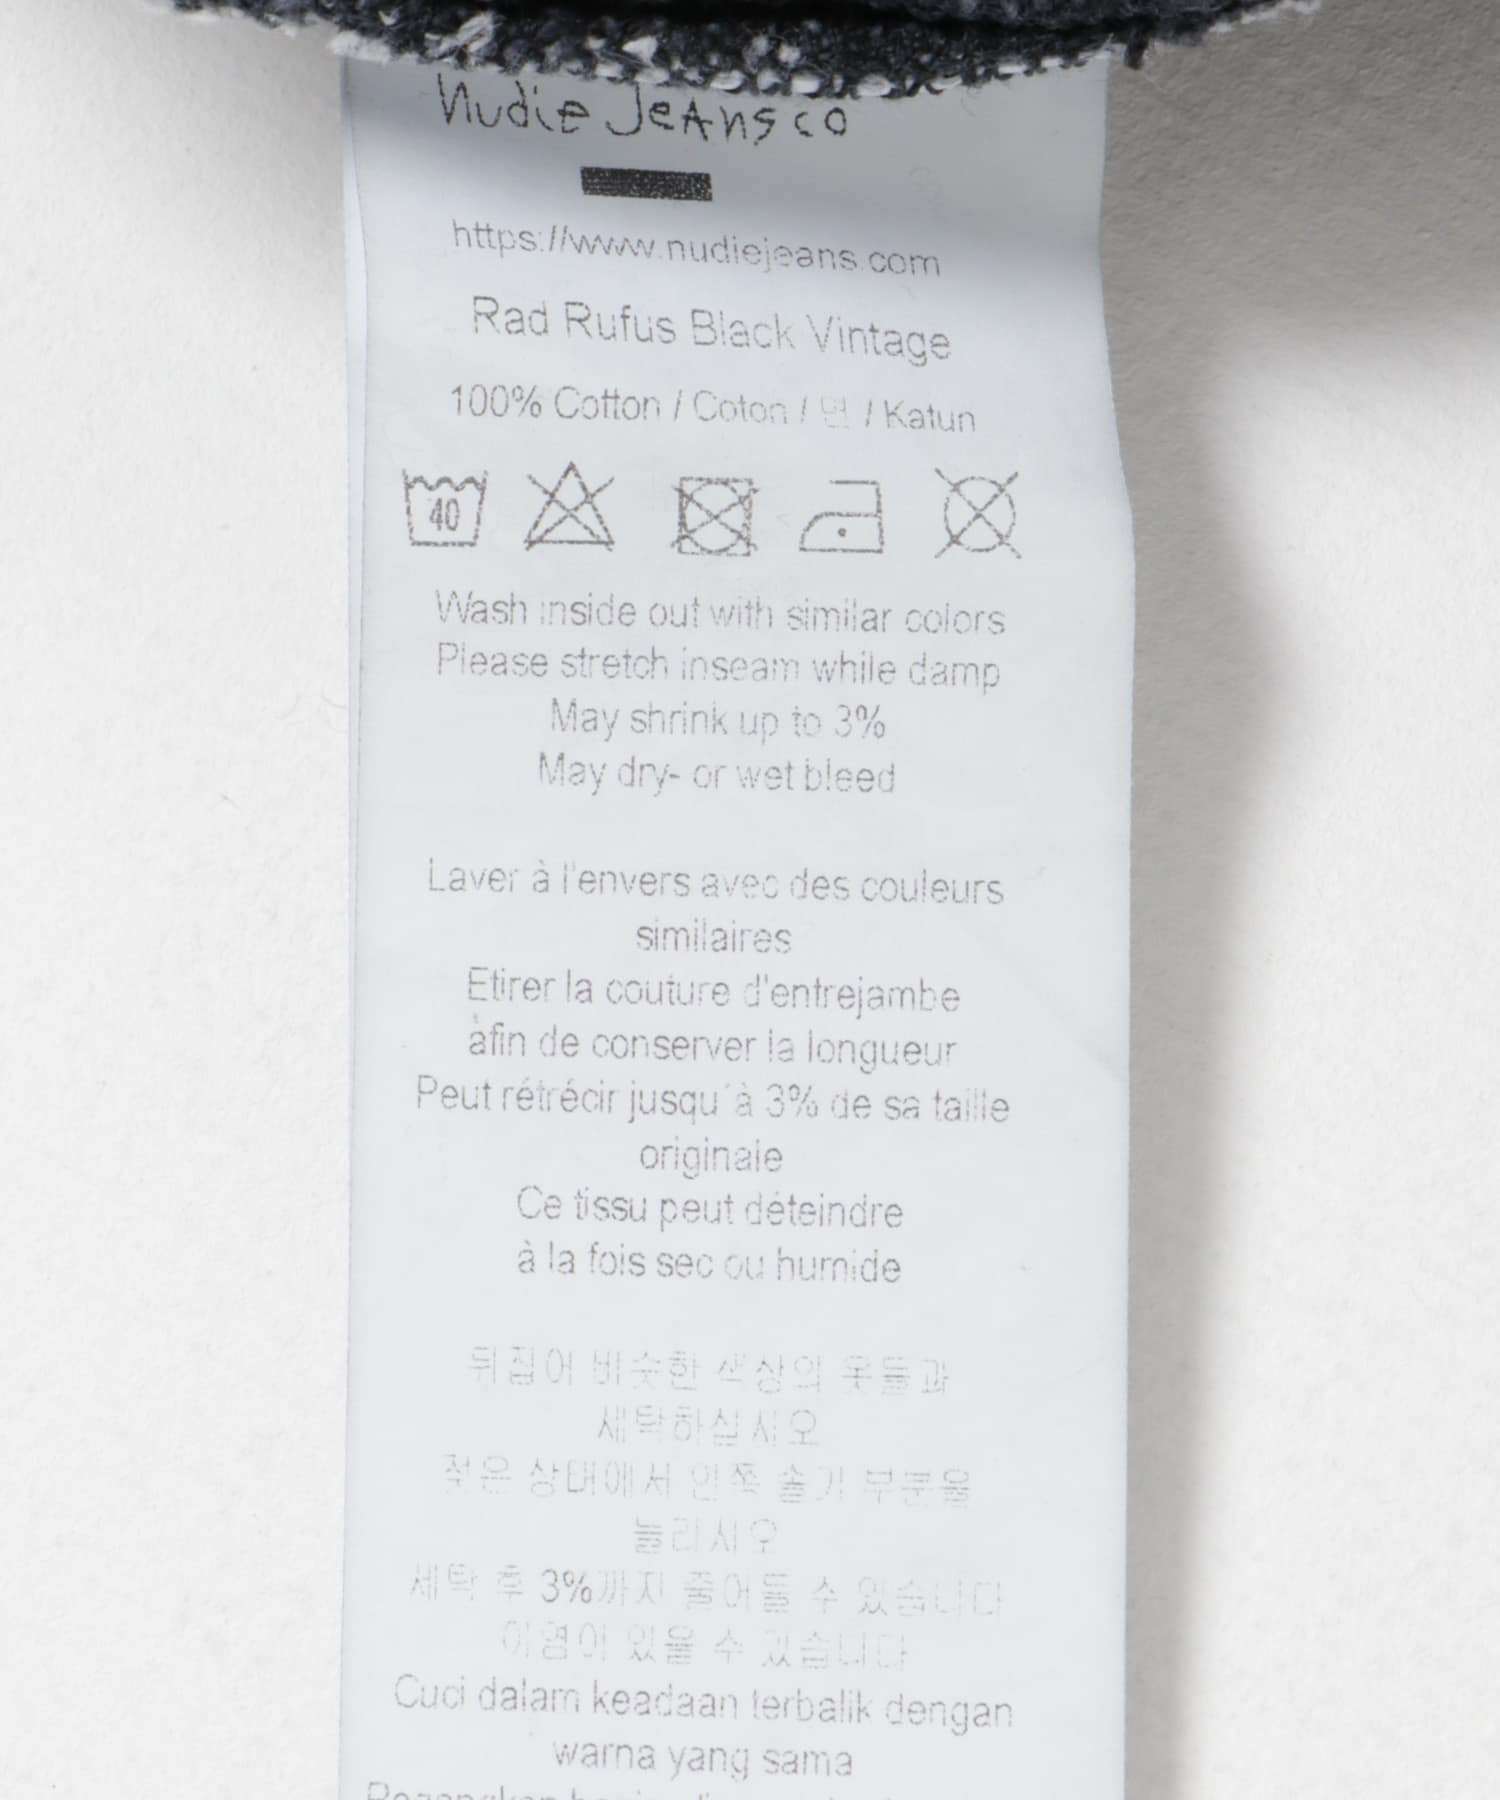 Nudie Jeans co
https://www.nudiejeans.com
Rad Rufus Black Vintage
100% Cotton / Coton / 면 / Katun
40
Wash inside out with similar colors
Please stretch inseam while damp
May shrink up to 3%
May dry- or wet bleed
Laver à l'envers avec des couleurs
similaires
Etirer la couture d'entrejambe
afin de conserver la longueur
Peut rétrécir jusqu'à 3% de sa taille
originale
Ce tissu peut déteindre
à la fois sec ou humide
뒤집어 비슷한 색상의 옷들과
세탁하십시오
젖은 상태에서 안쪽 솔기 부분을
늘리시오
세탁 후 3%까지 줄어들 수 있습니다
이염이 있을 수 있습니다
Cuci dalam keadaan terbalik dengan
warna yang sama